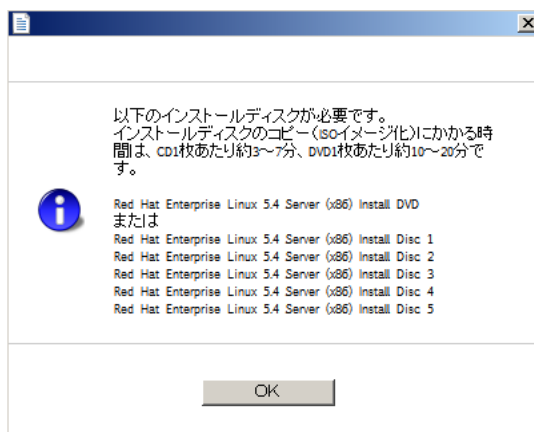 以下のインストールディスクが必要です。
インストールディスクのコピー(ISOイメージ化)にかかる時
間は、CD1枚あたり約3～7分、DVD1枚あたり約10～20分で
す。
Red Hat Enterprise Linux 5.4 Server (x86) Install DVD
または
Red Hat Enterprise Linux 5.4 Server (x86) Install Disc 1
Red Hat Enterprise Linux 5.4 Server (x86) Install Disc 2
Red Hat Enterprise Linux 5.4 Server (x86) Install Disc 3
Red Hat Enterprise Linux 5.4 Server (x86) Install Disc 4
Red Hat Enterprise Linux 5.4 Server (x86) Install Disc 5
OK